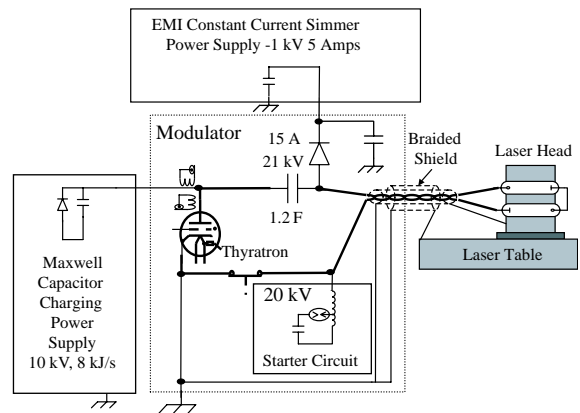 EMI Constant Current Simmer
Power Supply -1 kV 5 Amps
Modulator
15 A
21 kV
1.2 F
Braided
Shield
Laser Head
Laser Table
Thyratron
Maxwell
Capacitor
Charging
Power
Supply
10 kV, 8 kJ/s
20 kV
Starter Circuit